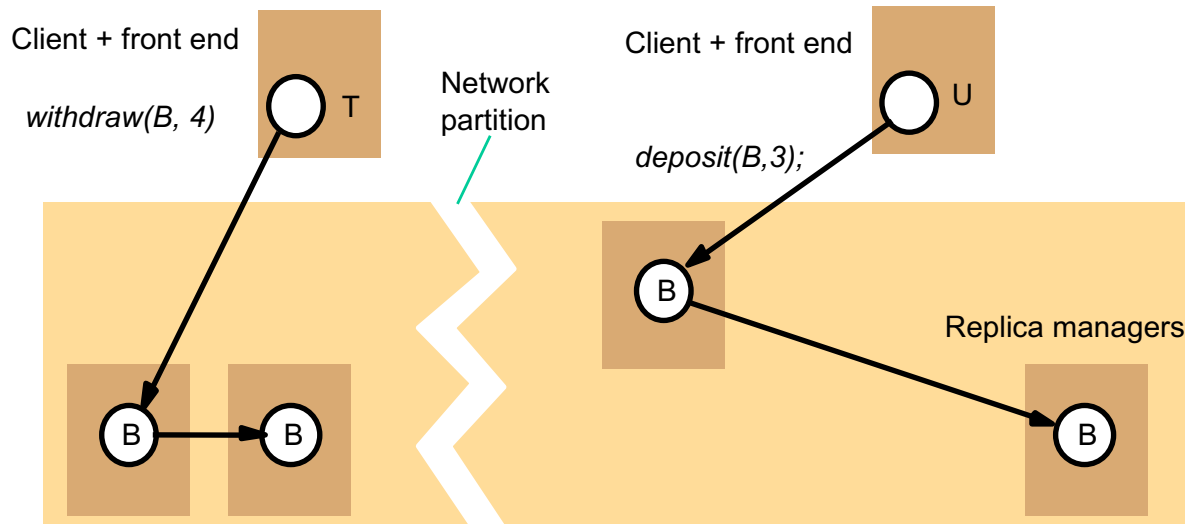 Client + front end
withdraw(B, 4)
T
Network
partition
Client + front end
deposit(B,3);
U
B
Replica managers
B
B
B